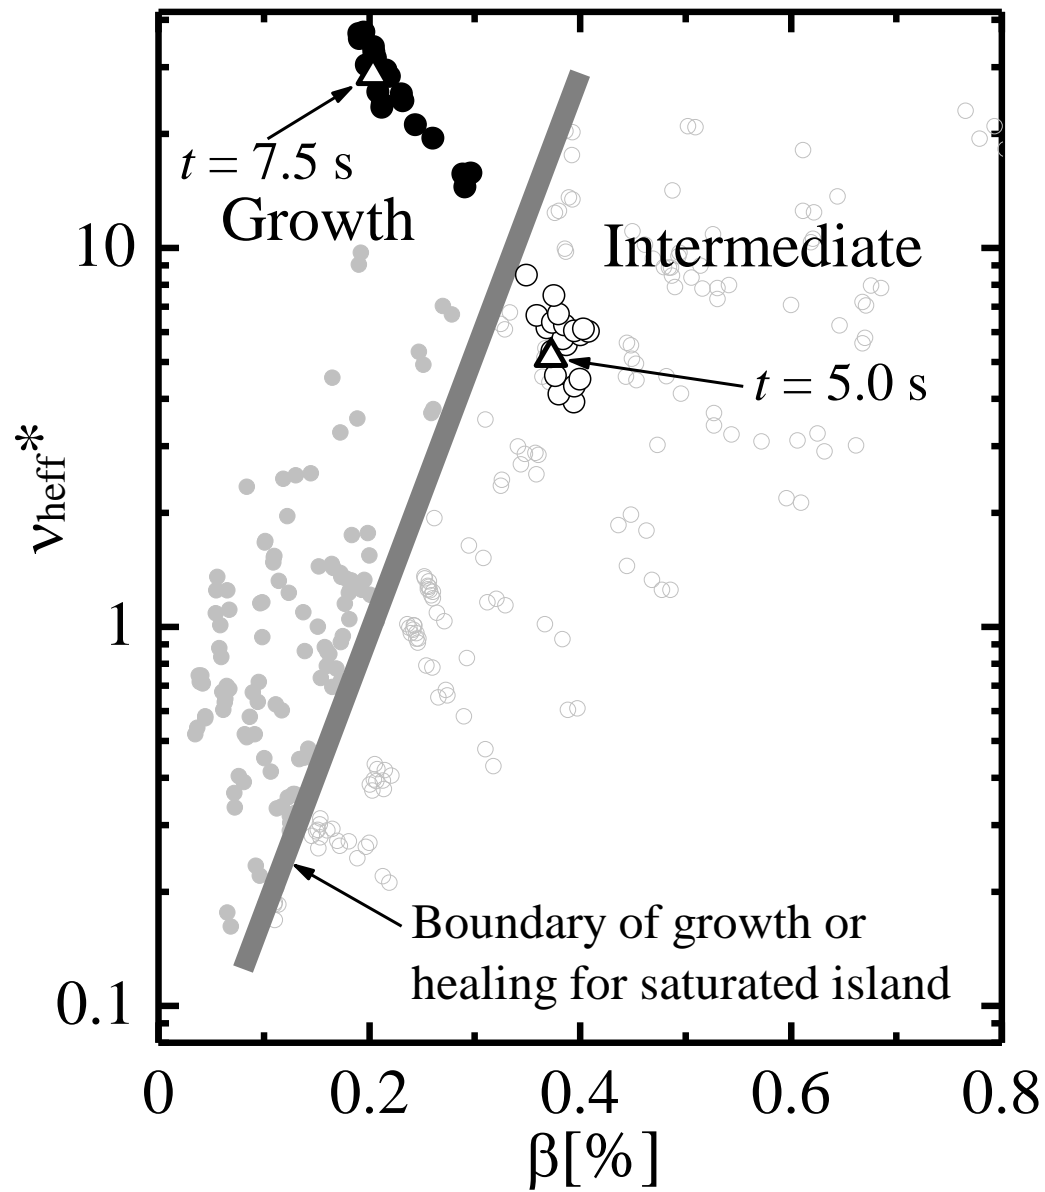 t = 7.5 s
Growth
10
Intermediate
t = 5.0 s
νheff*
1
Boundary of growth or
healing for saturated island
0.1
0 0.2 0.4 0.6 0.8
β[%]